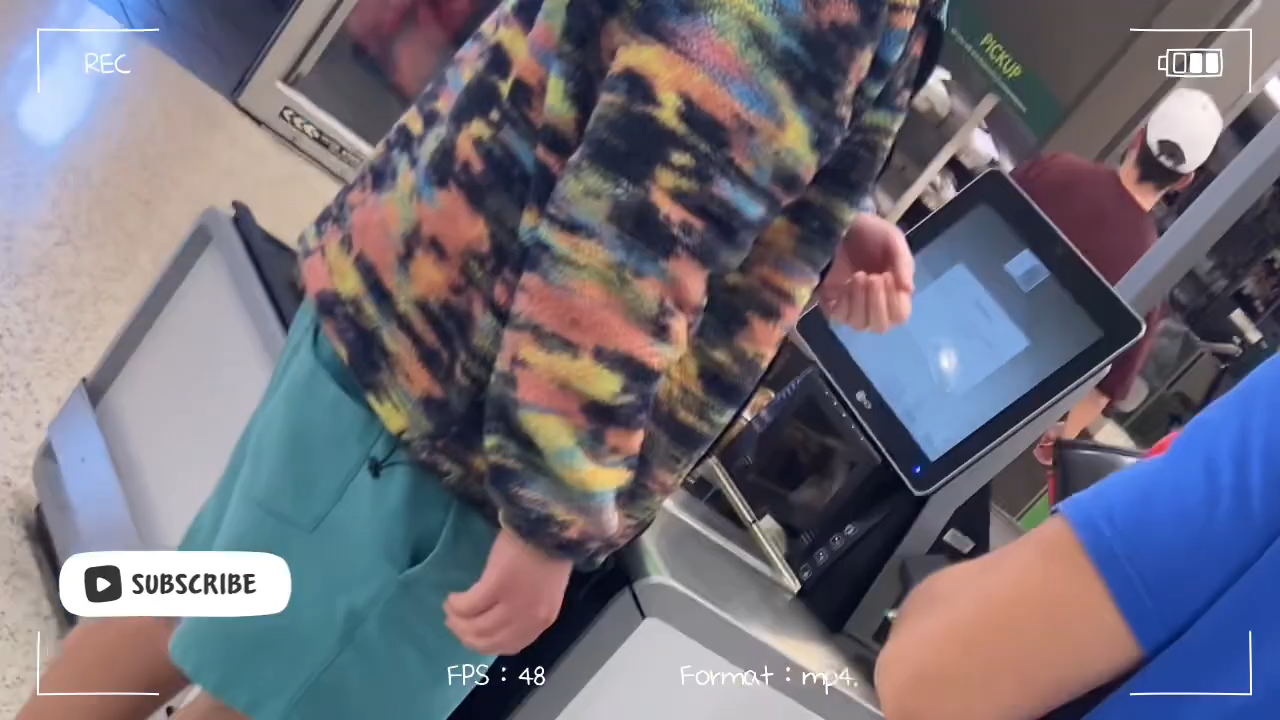 REC
PICKUP
SUBSCRIBE
FPS : 48
Format : mp4.